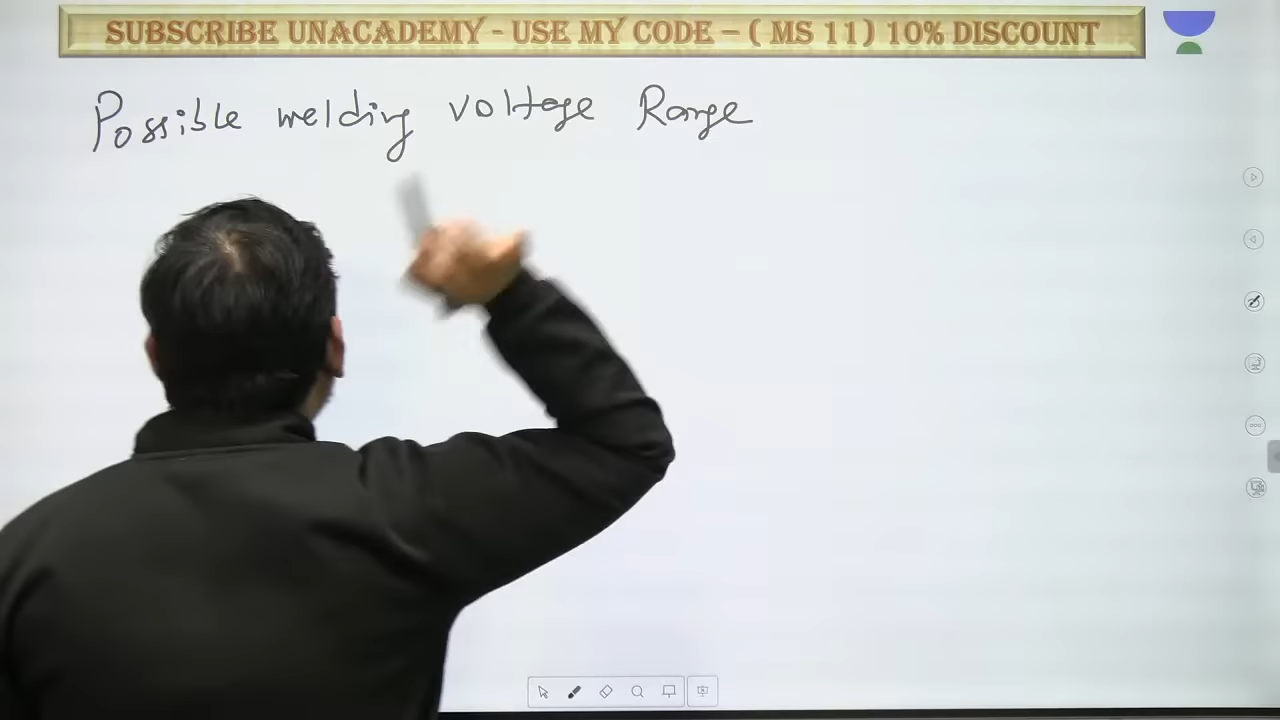 SUBSCRIBE UNACADEMY - USE MY CODE – ( MS 11) 10% DISCOUNT
Possible welding voltage Range